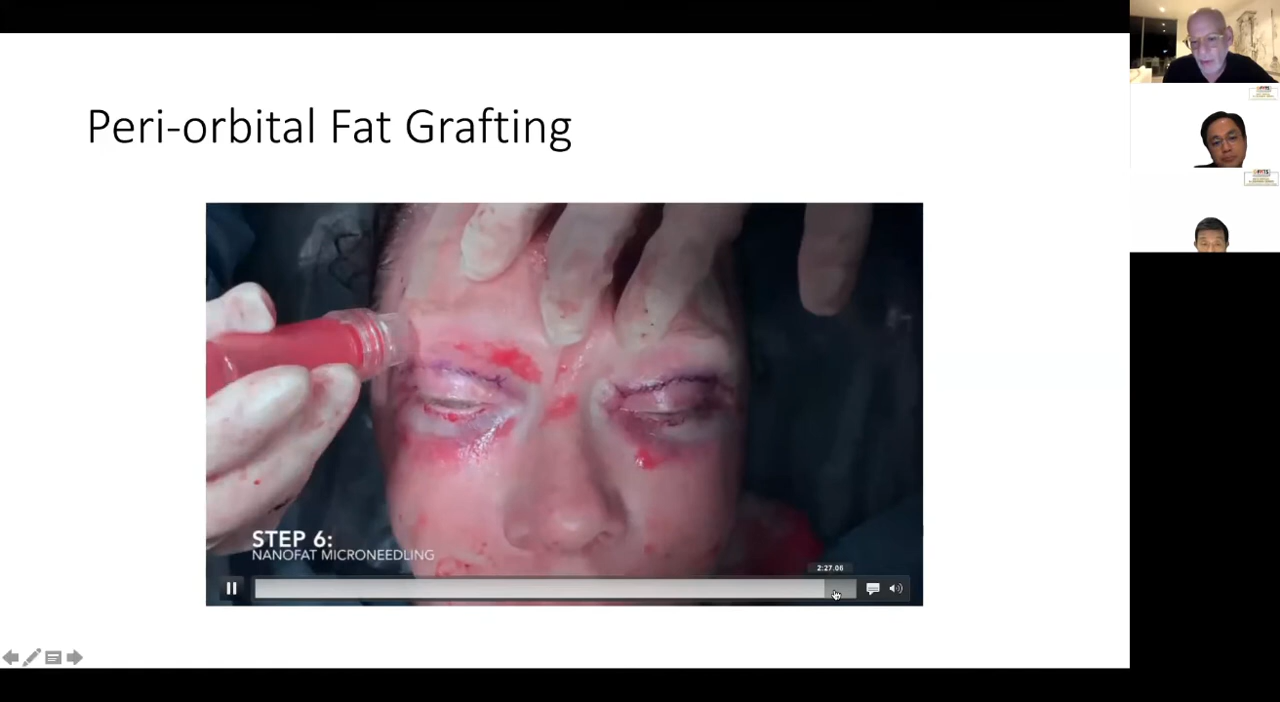 Peri-orbital Fat Grafting
STEP 6:
NANOFAT MICRONEEDLING
2:27.06